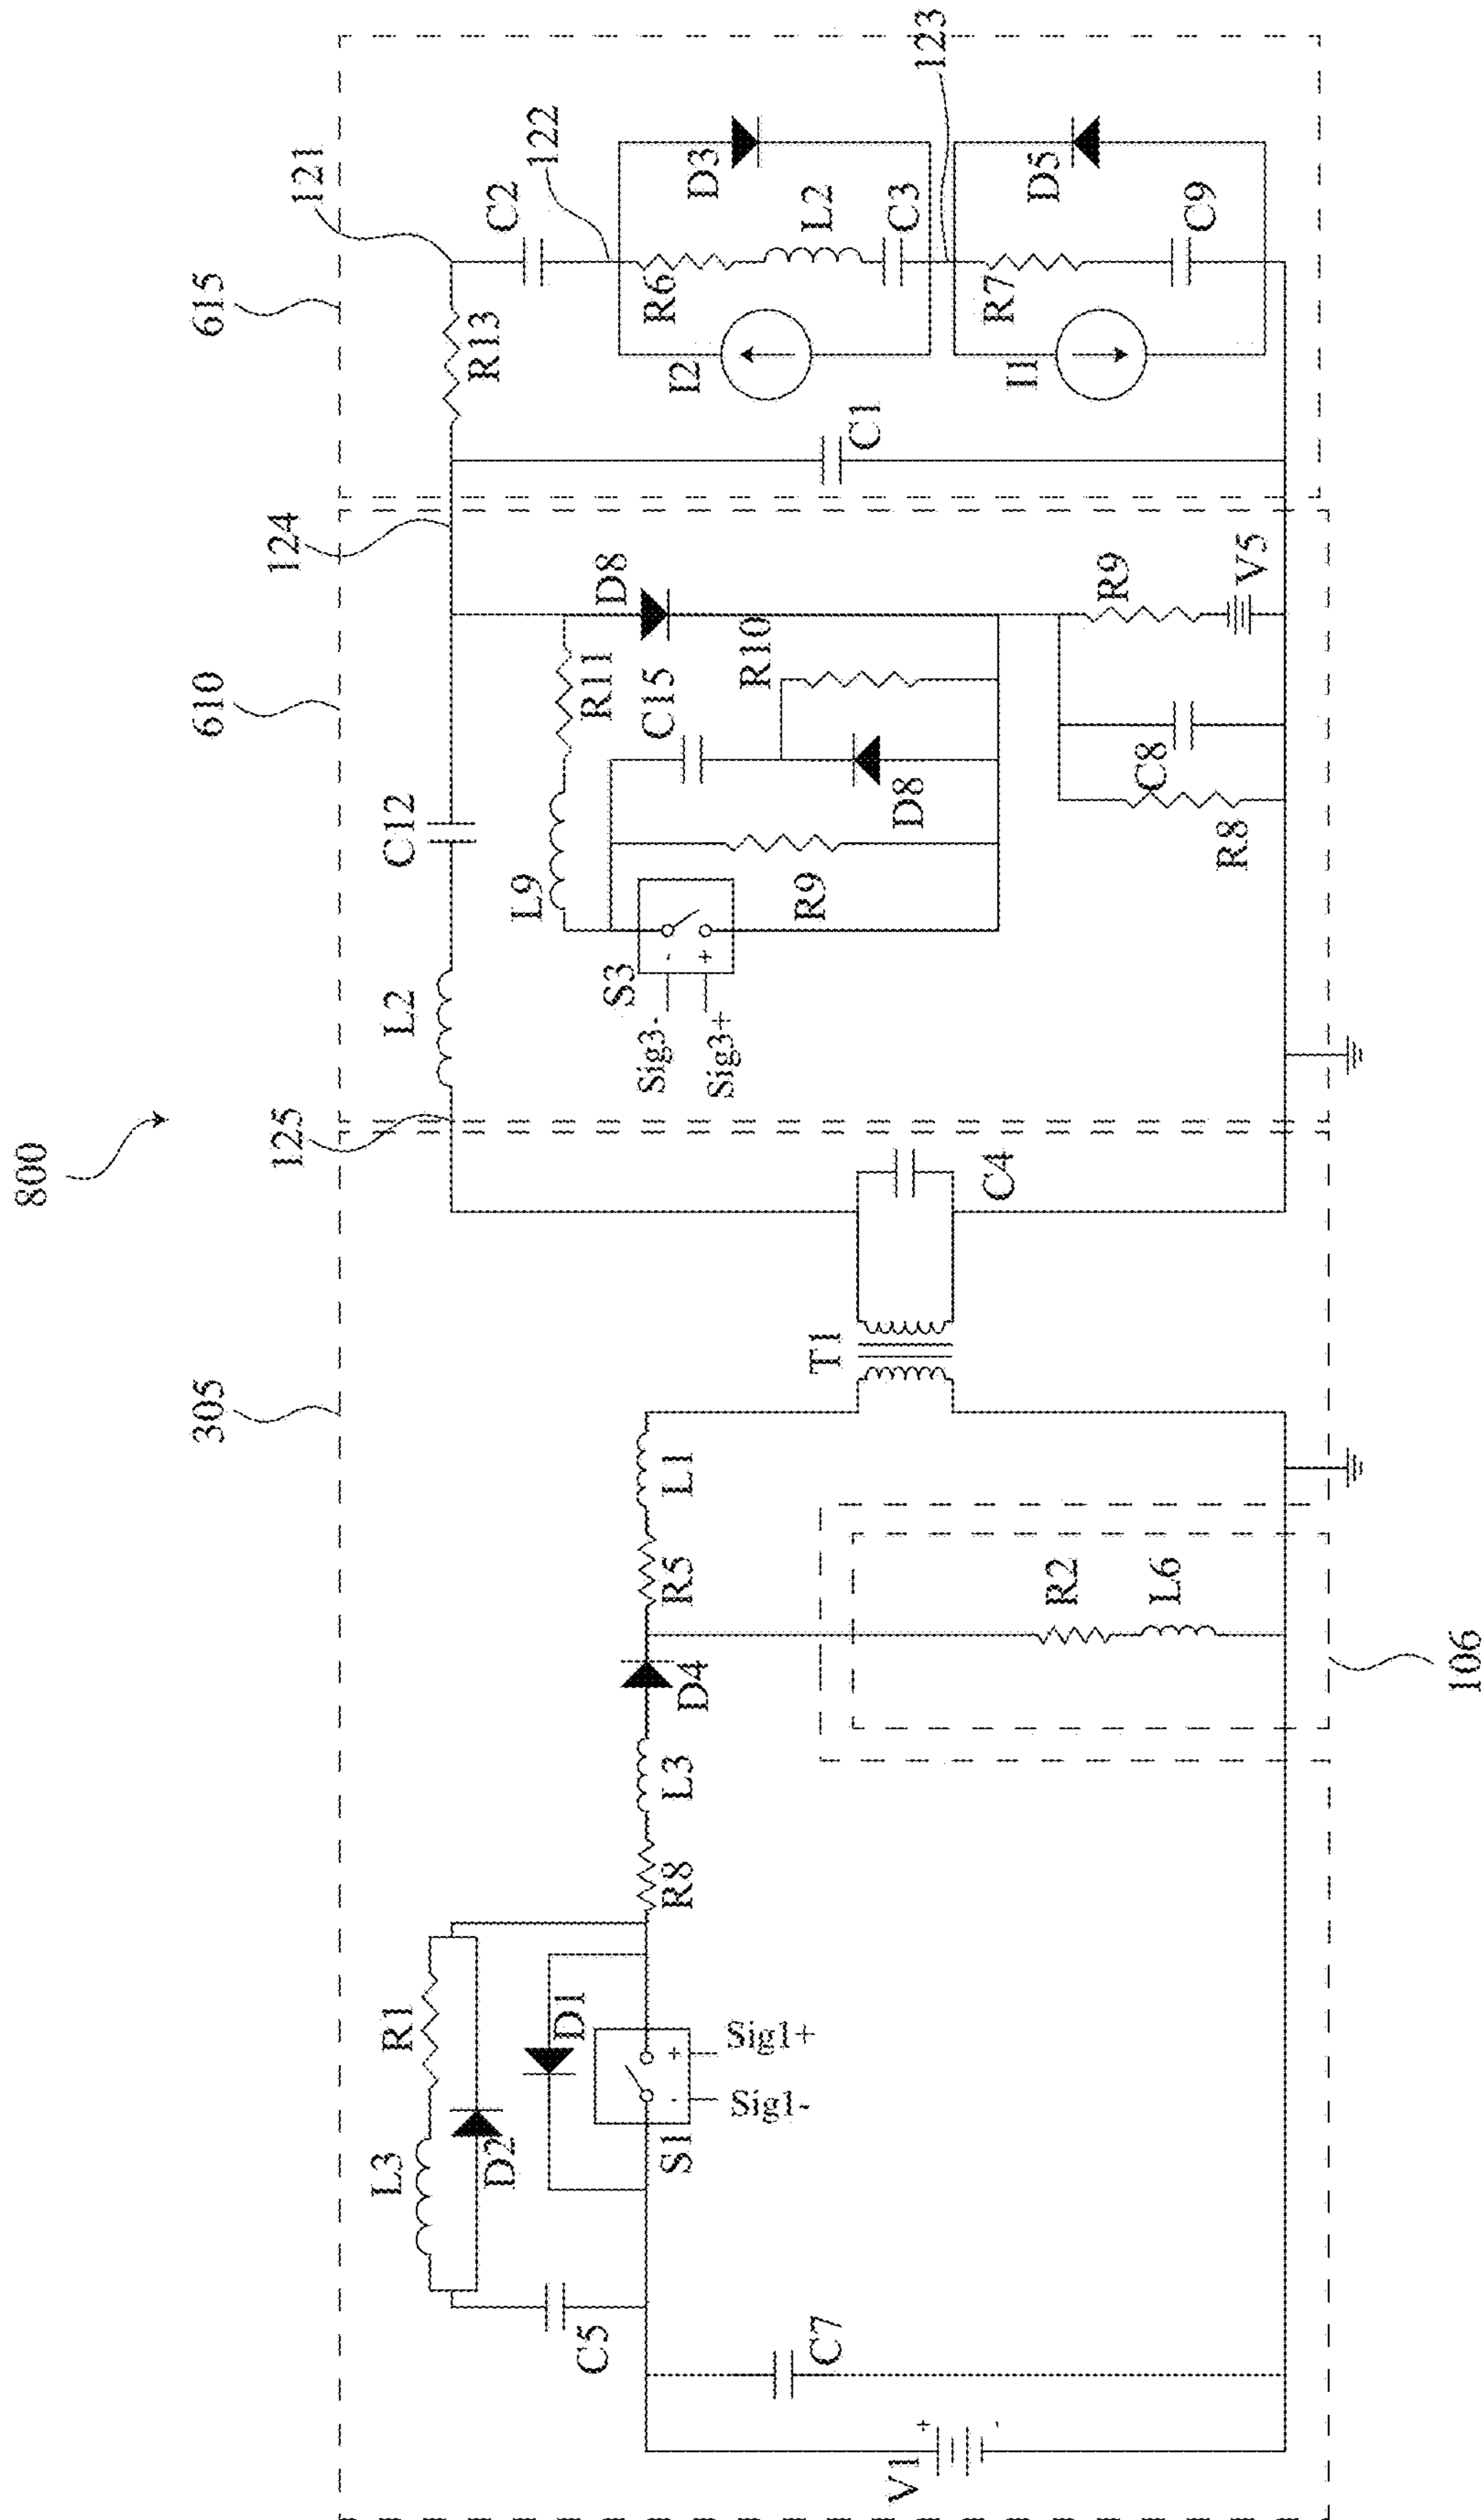 800
305
610
615
125
124
121
122
123
106
L3
R1
D2
C5
D1
S1
Sig1-
Sig1+
R8
L3
D4
R5
L1
T1
C4
C7
V1
+
-
-
+
R2
L6
L2
C12
L9
R11
D8
S3
Sig3-
Sig3+
-
+
C15
R10
R9
D8
C8
R8
R9
V5
R13
C2
C1
I2
R6
L2
C3
D3
I1
R7
C9
D5